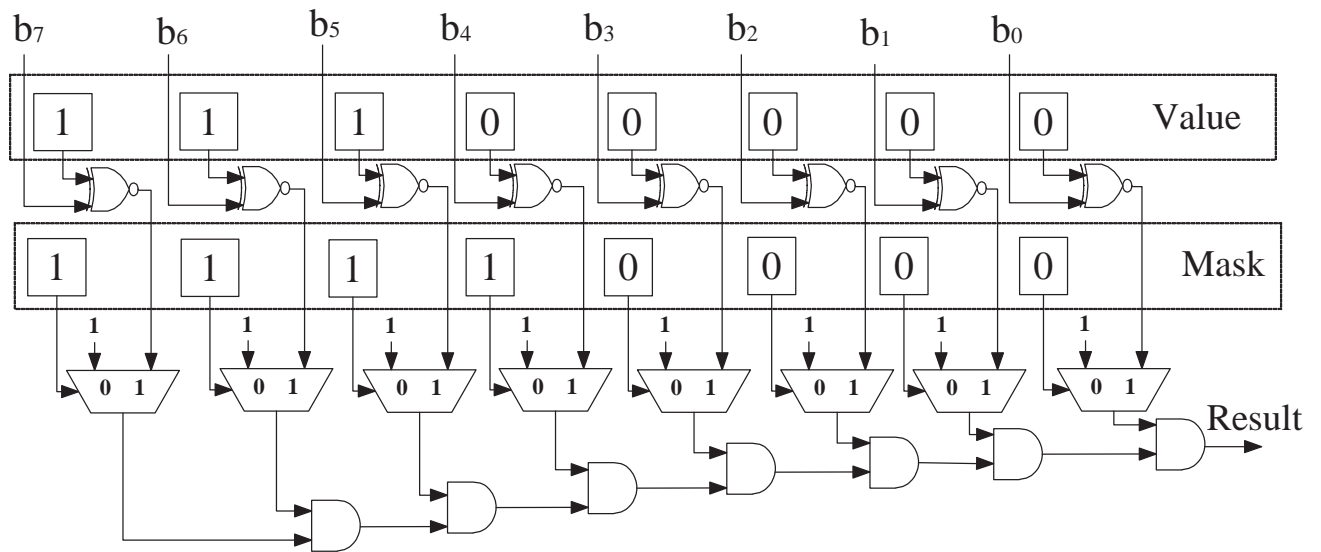 b7 b6 b5 b4 b3 b2 b1 b0
1 1 1 0 0 0 0 0 Value
1 1 1 1 0 0 0 0 Mask
1 1 1 1 1 1 1 1
0 1 0 1 0 1 0 1 0 1 0 1 0 1 0 1
Result